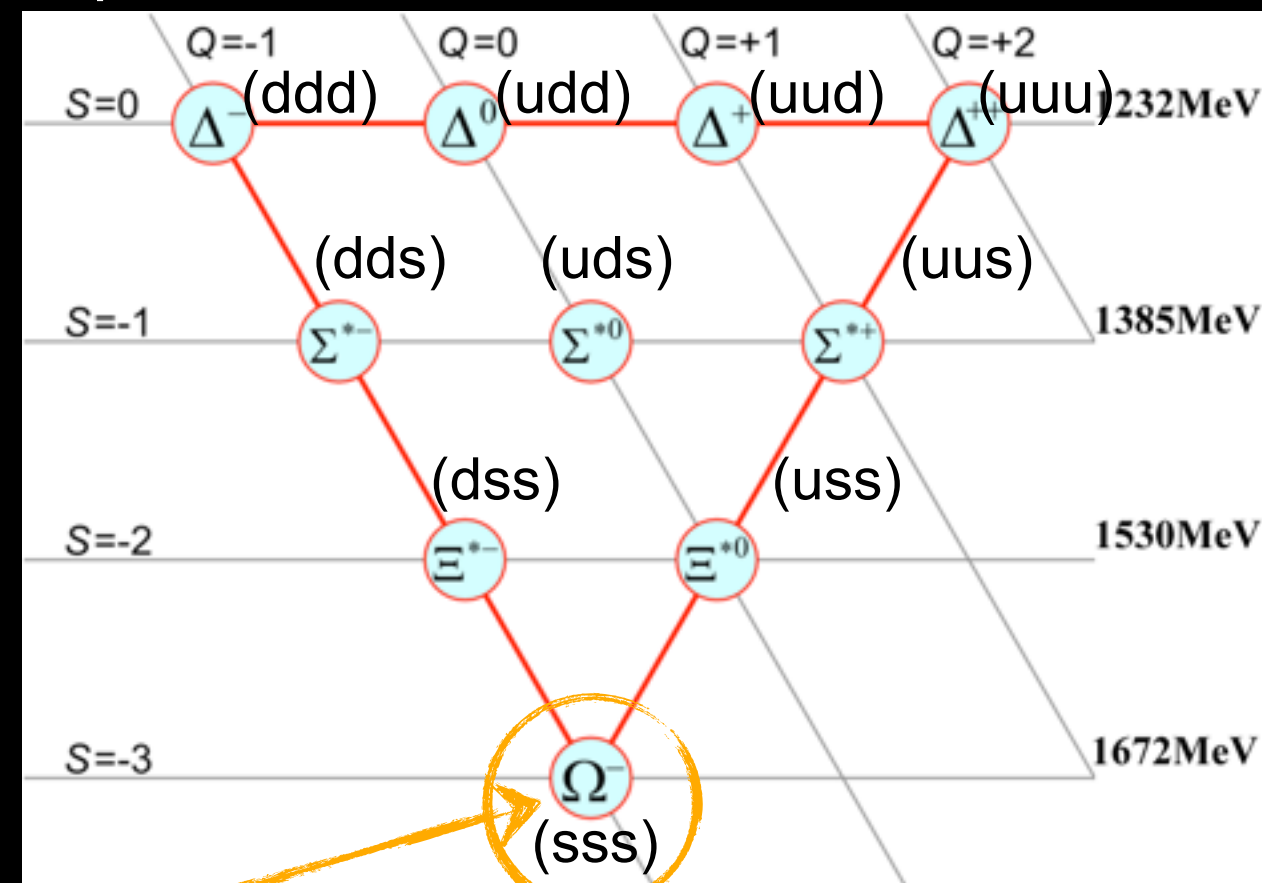 Q=-1 Q=0 Q=+1 Q=+2
(ddd) (udd) (uud) (uuu)
S=0 Δ⁻ Δ⁰ Δ⁺ Δ⁺⁺ 1232MeV
(dds) (uds) (uus)
S=-1 Σ*⁻ Σ*⁰ Σ*⁺ 1385MeV
(dss) (uss)
S=-2 Ξ*⁻ Ξ*⁰ 1530MeV
S=-3 Ω⁻ 1672MeV
(sss)